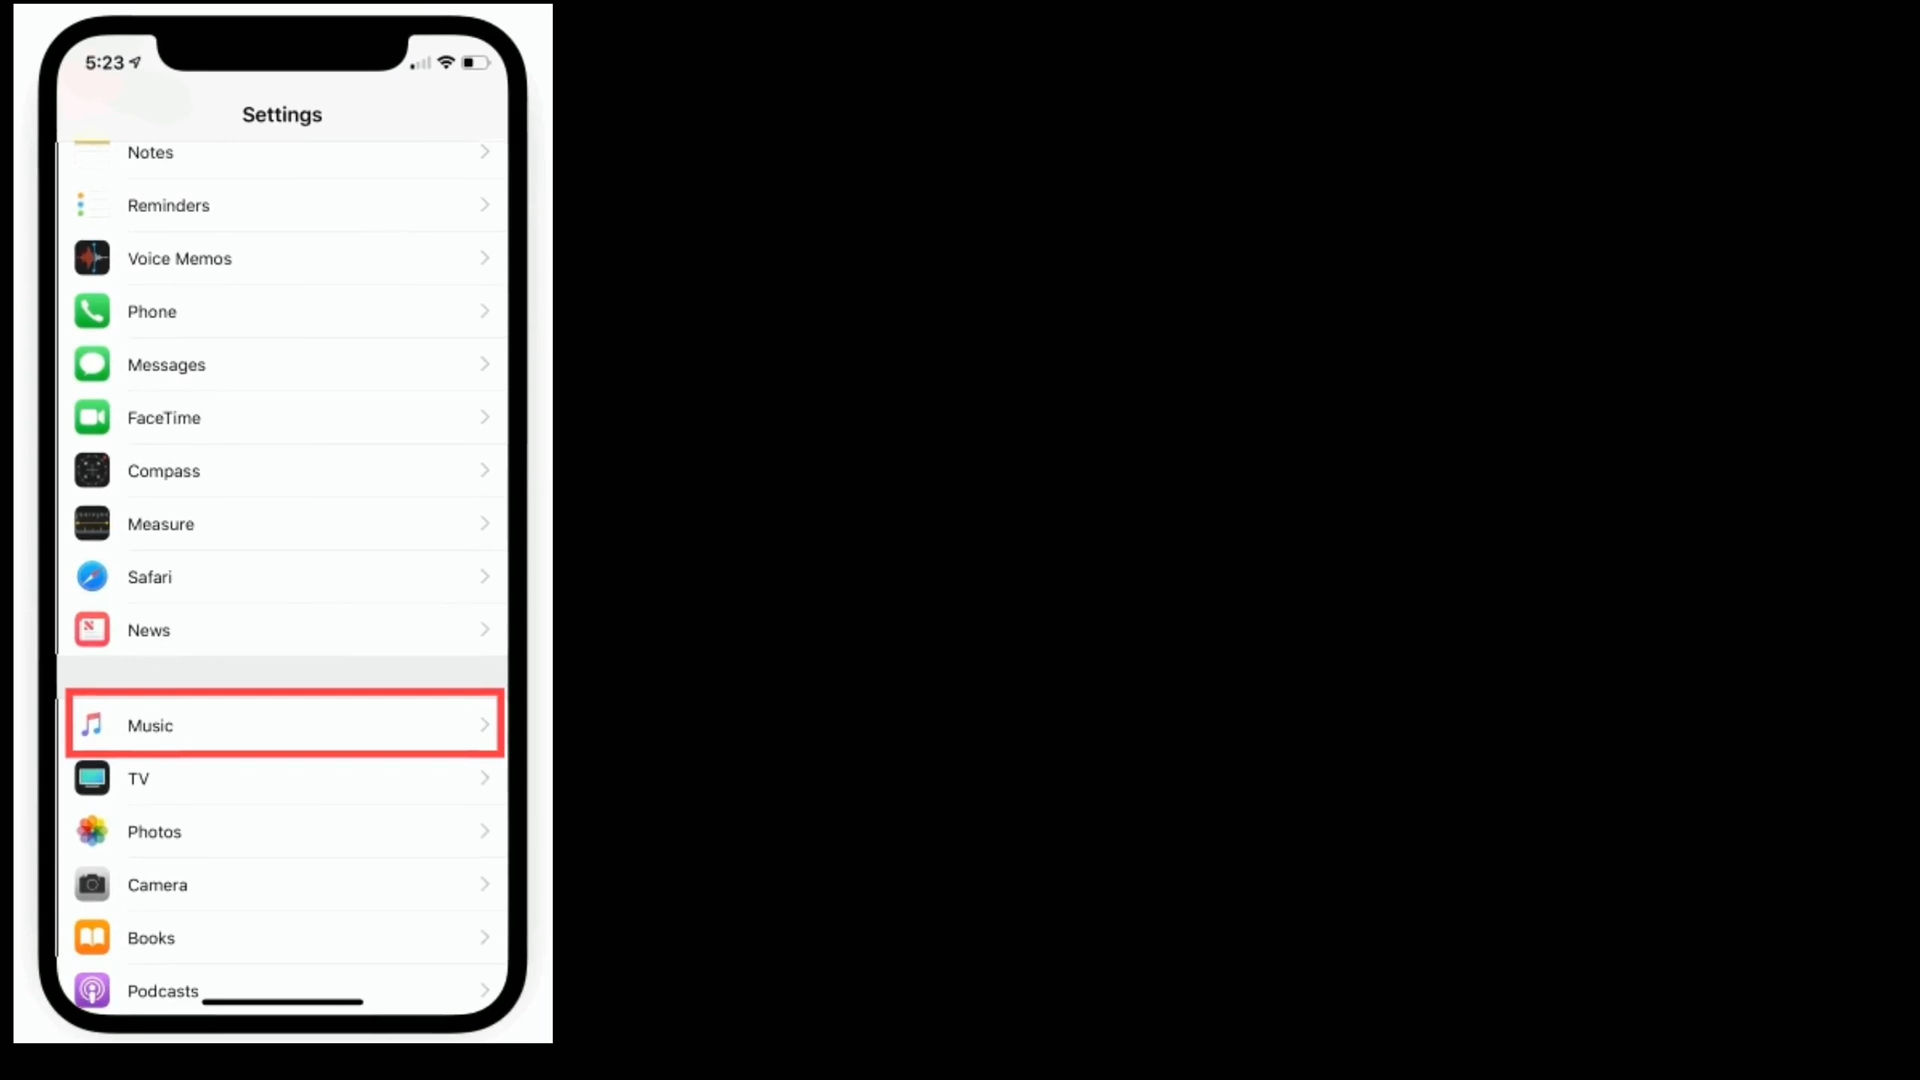 5:23
Settings
Notes
Reminders
Voice Memos
Phone
Messages
FaceTime
Compass
Measure
Safari
News
Music
TV
Photos
Camera
Books
Podcasts